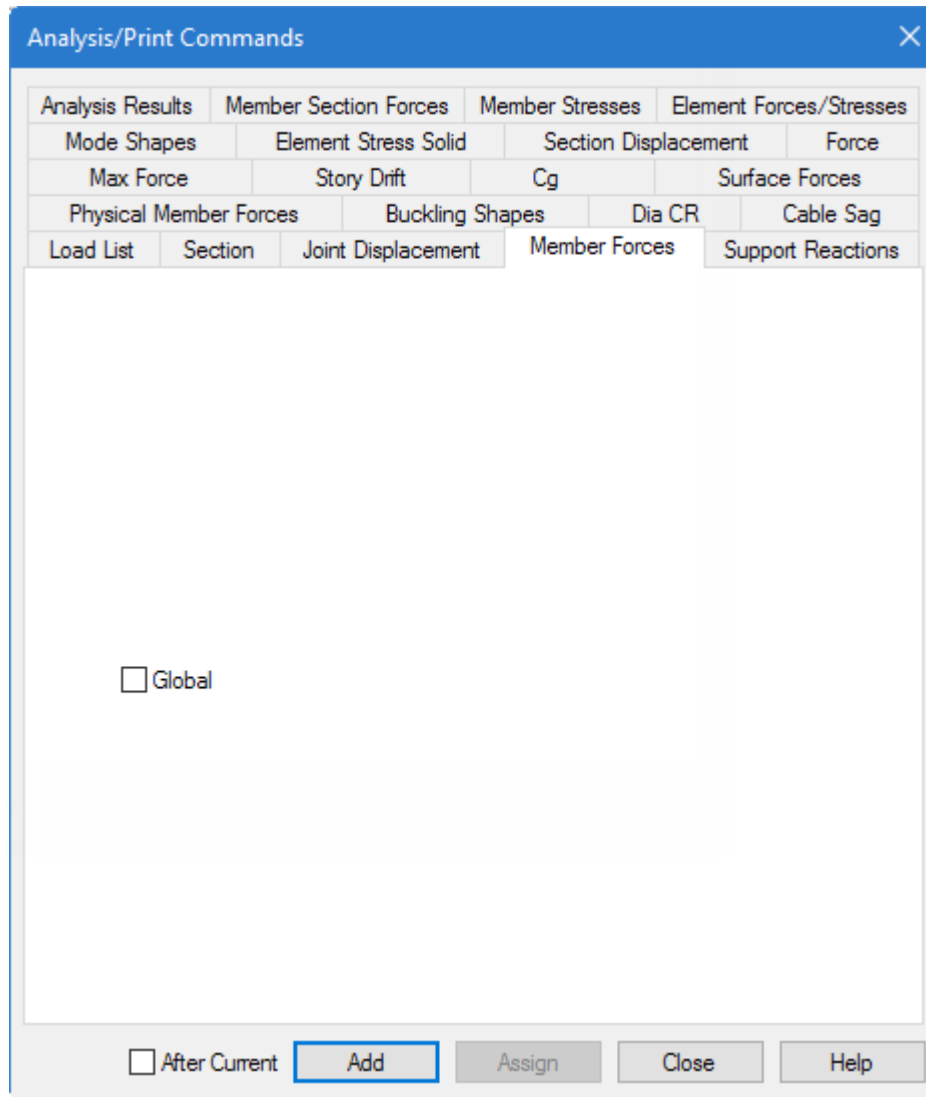 Analysis/Print Commands
Analysis Results Member Section Forces Member Stresses Element Forces/Stresses
Mode Shapes Element Stress Solid Section Displacement Force
Max Force Story Drift Cg Surface Forces
Physical Member Forces Buckling Shapes Dia CR Cable Sag
Load List Section Joint Displacement Member Forces Support Reactions
Global
After Current Add Assign Close Help